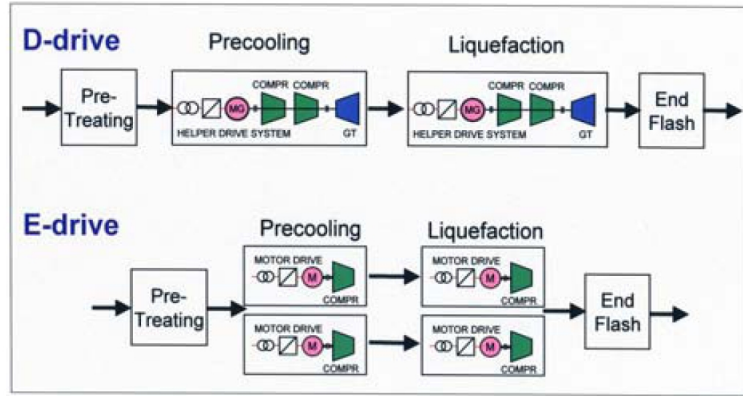 D-drive
Precooling
Liquefaction
Pre-
Treating
COMPR COMPR
MG
HELPER DRIVE SYSTEM
GT
COMPR COMPR
MG
HELPER DRIVE SYSTEM
GT
End
Flash
E-drive
Precooling
Liquefaction
Pre-
Treating
MOTOR DRIVE
M
COMPR
MOTOR DRIVE
M
COMPR
MOTOR DRIVE
M
COMPR
MOTOR DRIVE
M
COMPR
End
Flash